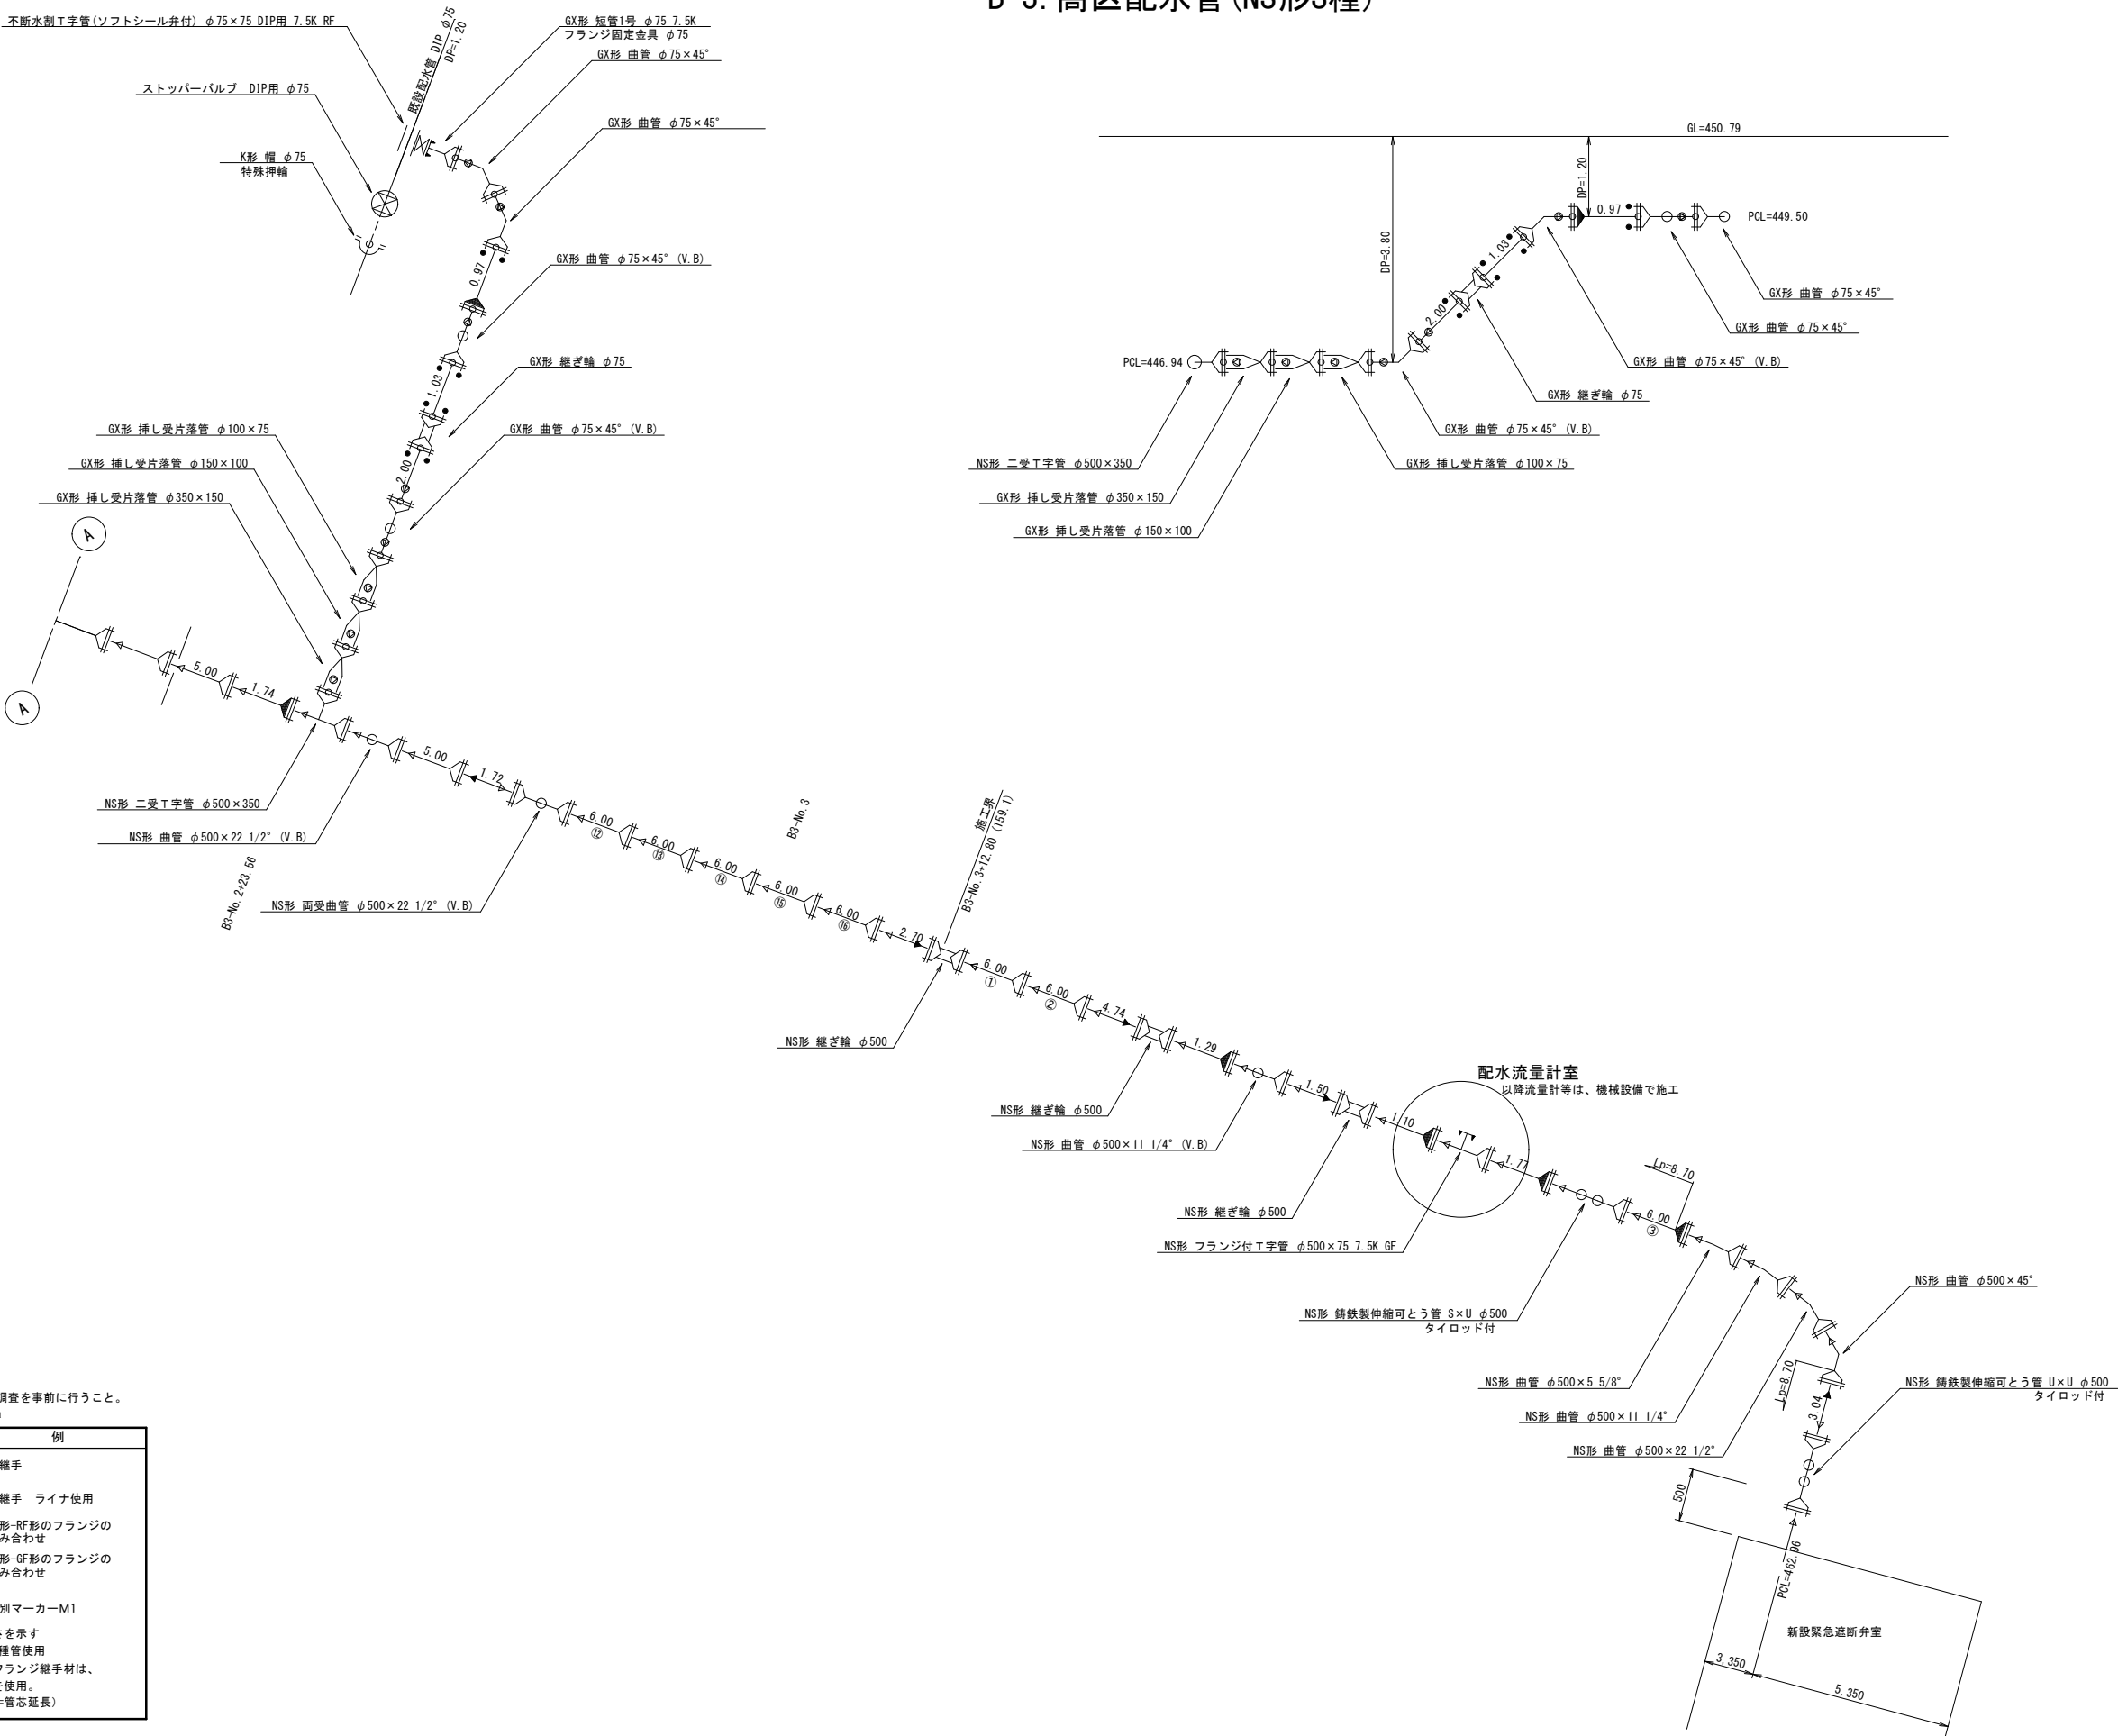 B-3.高区配水管(NS形3種)
不断水割T字管(ソフトシール弁付) φ75×75 DIP用 7.5K RF
既設配水管 DIP φ75
DP=1.20
GX形 短管1号 φ75 7.5K
フランジ固定金具 φ75
GX形 曲管 φ75×45°
ストッパーバルブ DIP用 φ75
GX形 曲管 φ75×45°
K形 帽 φ75
特殊押輪
GX形 曲管 φ75×45° (V.B)
0.97
GX形 継ぎ輪 φ75
1.03
GX形 曲管 φ75×45° (V.B)
2.00
GX形 挿し受片落管 φ100×75
GX形 挿し受片落管 φ150×100
GX形 挿し受片落管 φ350×150
A
A
GL=450.79
DP=3.80
DP=1.20
0.97
PCL=449.50
1.03
2.00
GX形 曲管 φ75×45°
GX形 曲管 φ75×45°
GX形 曲管 φ75×45° (V.B)
PCL=446.94
GX形 継ぎ輪 φ75
GX形 曲管 φ75×45° (V.B)
NS形 二受T字管 φ500×350
GX形 挿し受片落管 φ100×75
GX形 挿し受片落管 φ350×150
GX形 挿し受片落管 φ150×100
5.00
1.74
5.00
1.72
NS形 二受T字管 φ500×350
NS形 曲管 φ500×22 1/2° (V.B)
B3-No.2+23.56
NS形 両受曲管 φ500×22 1/2° (V.B)
6.00
⑫
6.00
⑬
6.00
⑭
6.00
⑮
6.00
⑯
2.70
B3-No.3
施工界
B3-No.3+12.80 (159.1)
NS形 継ぎ輪 φ500
6.00
①
6.00
②
4.74
NS形 継ぎ輪 φ500
1.29
NS形 曲管 φ500×11 1/4° (V.B)
1.50
NS形 継ぎ輪 φ500
1.10
配水流量計室
以降流量計等は、機械設備で施工
NS形 フランジ付T字管 φ500×75 7.5K GF
1.77
NS形 鋳鉄製伸縮可とう管 S×U φ500
タイロッド付
Lp=8.70
6.00
③
NS形 曲管 φ500×5 5/8°
NS形 曲管 φ500×11 1/4°
NS形 曲管 φ500×22 1/2°
NS形 曲管 φ500×45°
Lp=8.70
3.04
NS形 鋳鉄製伸縮可とう管 U×U φ500
タイロッド付
500
PCL=462.96
新設緊急遮断弁室
3,350
5,350
調査を事前に行うこと。
例
継手
継手 ライナ使用
形-RF形のフランジの
み合わせ
形-GF形のフランジの
み合わせ
別マーカーM1
さを示す
種管使用
フランジ継手材は、
を使用。
=管芯延長)